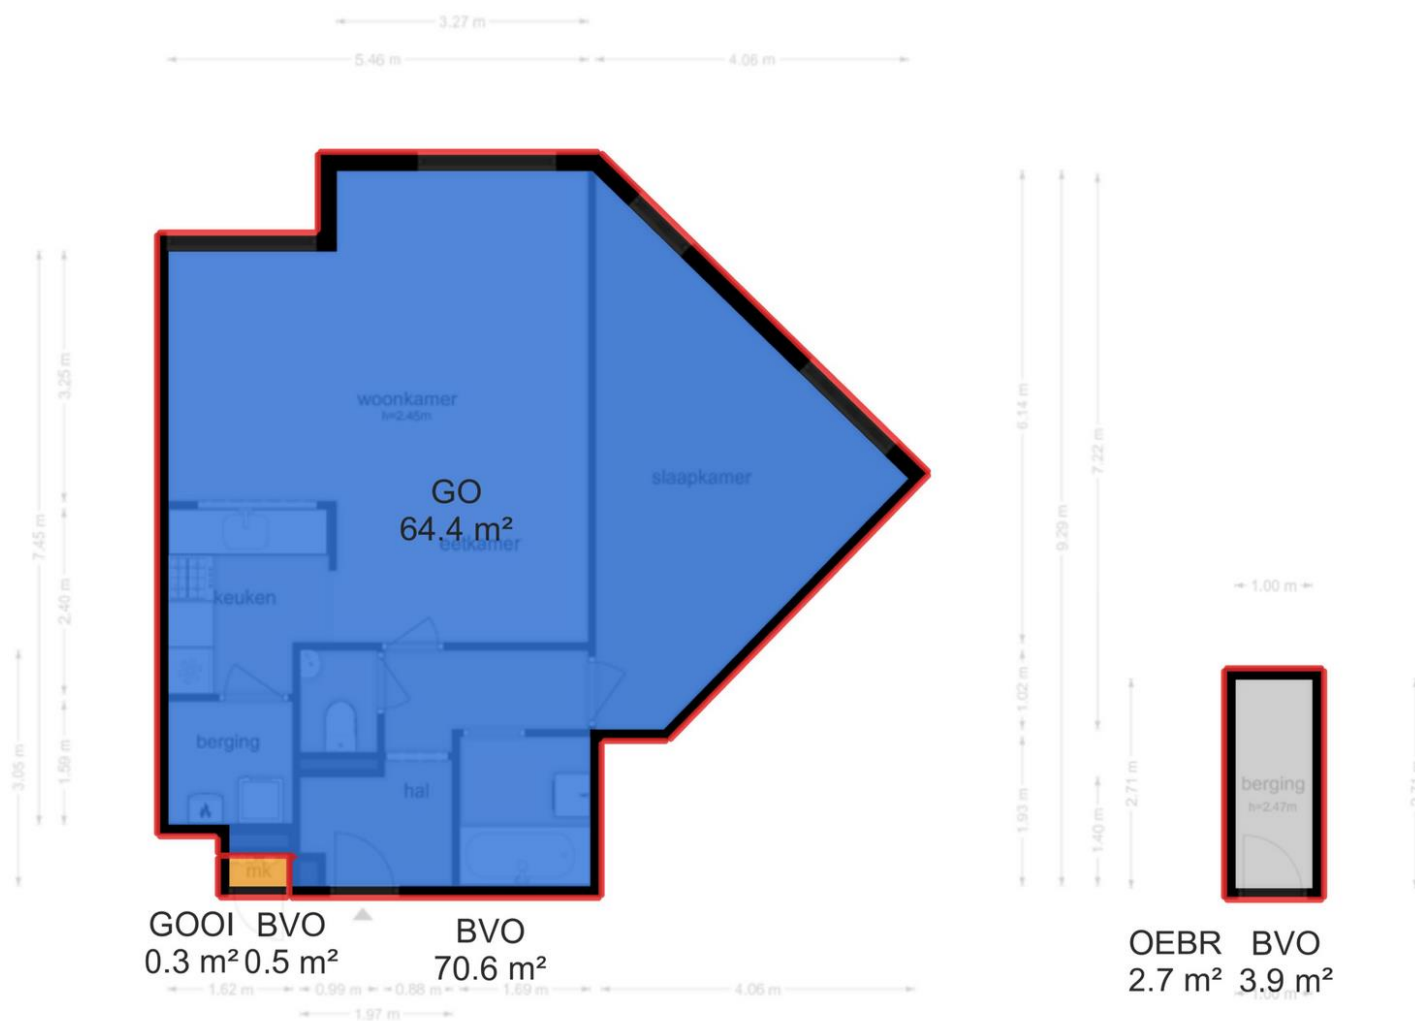 3.27 m
5.46 m
4.06 m
woonkamer
h=2.45m
GO
64.4 m²
eetkamer
slaapkamer
keuken
berging
hal
mk
3.25 m
7.45 m
2.40 m
3.05 m
1.59 m
6.14 m
7.22 m
9.29 m
1.02 m
1.93 m
1.40 m
1.00 m
2.71 m
berging
h=2.47m
GOOI BVO
0.3 m² 0.5 m²
BVO
70.6 m²
OEBR BVO
2.7 m² 3.9 m²
1.62 m
0.99 m
0.88 m
1.69 m
4.06 m
1.97 m
1.00 m